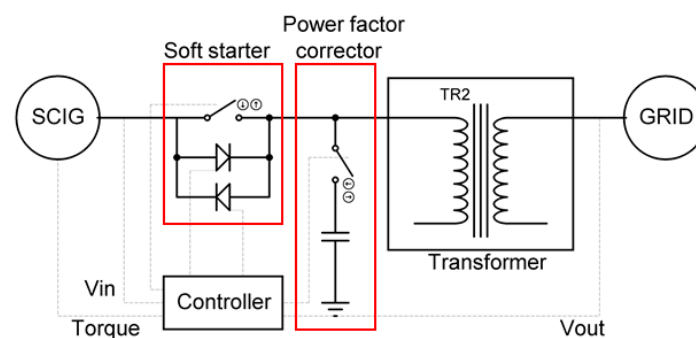 Power factor
corrector
Soft starter
SCIG
TR2
GRID
Transformer
Vin
Controller
Torque
Vout